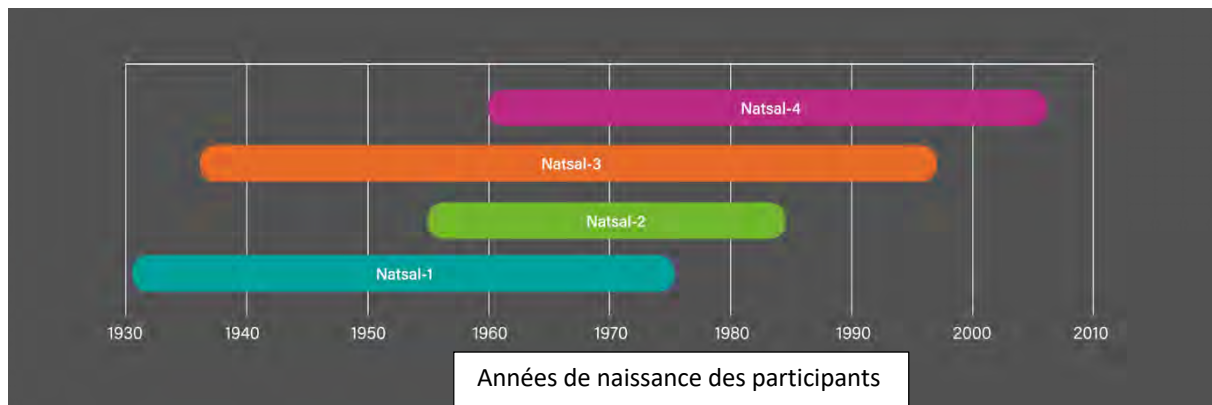 Natsal-4
Natsal-3
Natsal-2
Natsal-1
1930 1940 1950 1960 1970 1980 1990 2000 2010
Années de naissance des participants